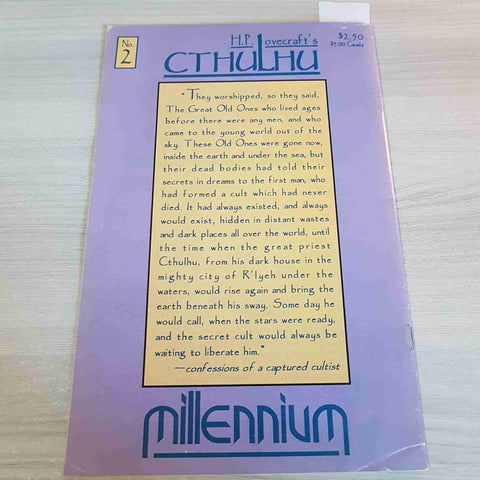 No.
2
H.P. Lovecraft's
CTHULHU
$2.50
$3.00 Canada
"They worshipped, so they said,
The Great Old Ones who lived ages
before there were any men, and who
came to the young world out of the
sky. These Old Ones were gone now,
inside the earth and under the sea, but
their dead bodies had told their
secrets in dreams to the first man, who
had formed a cult which had never
died. It had always existed, and always
would exist, hidden in distant wastes
and dark places all over the world, until
the time when the great priest
Cthulhu, from his dark house in the
mighty city of R'lyeh under the
waters, would rise again and bring the
earth beneath his sway. Some day he
would call, when the stars were ready,
and the secret cult would always be
waiting to liberate him."
—confessions of a captured cultist
millennium